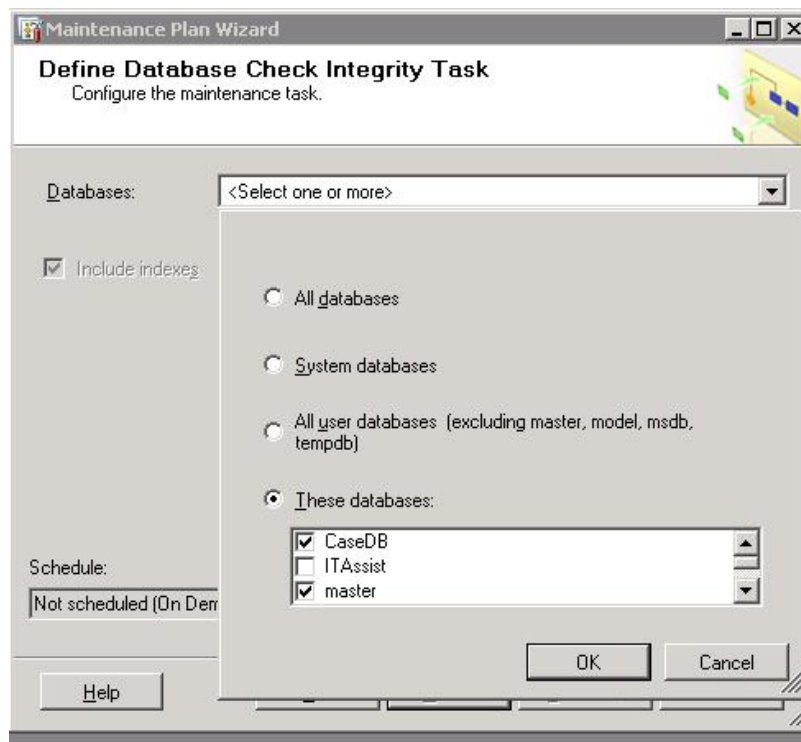 Maintenance Plan Wizard
Define Database Check Integrity Task
Configure the maintenance task.
Databases:
<Select one or more>
Include indexes
All databases
System databases
All user databases (excluding master, model, msdb,
tempdb)
These databases:
CaseDB
ITAssist
master
Schedule:
Not scheduled (On Dem
OK
Cancel
Help